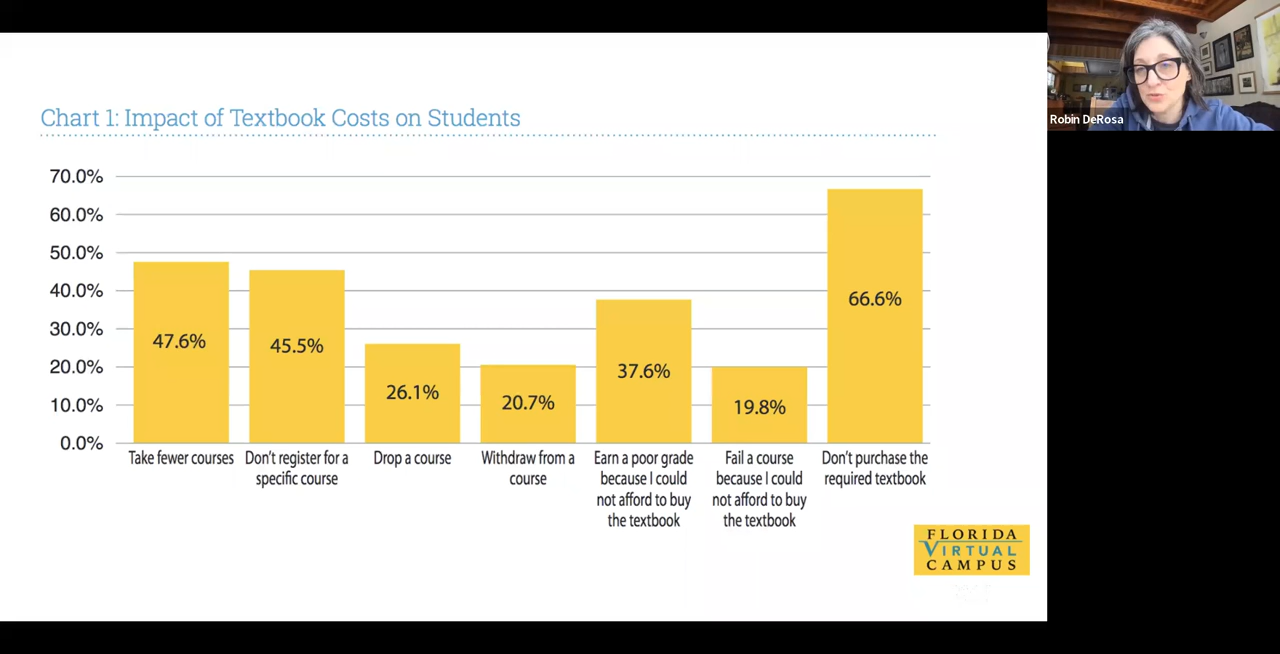 Robin DeRosa
Chart 1: Impact of Textbook Costs on Students
70.0%
60.0%
50.0%
40.0%
30.0%
20.0%
10.0%
0.0%
47.6%
45.5%
26.1%
20.7%
37.6%
19.8%
66.6%
Take fewer courses
Don't register for a
specific course
Drop a course
Withdraw from a
course
Earn a poor grade
because I could
not afford to buy
the textbook
Fail a course
because I could
not afford to buy
the textbook
Don't purchase the
required textbook
FLORIDA
VIRTUAL
CAMPUS